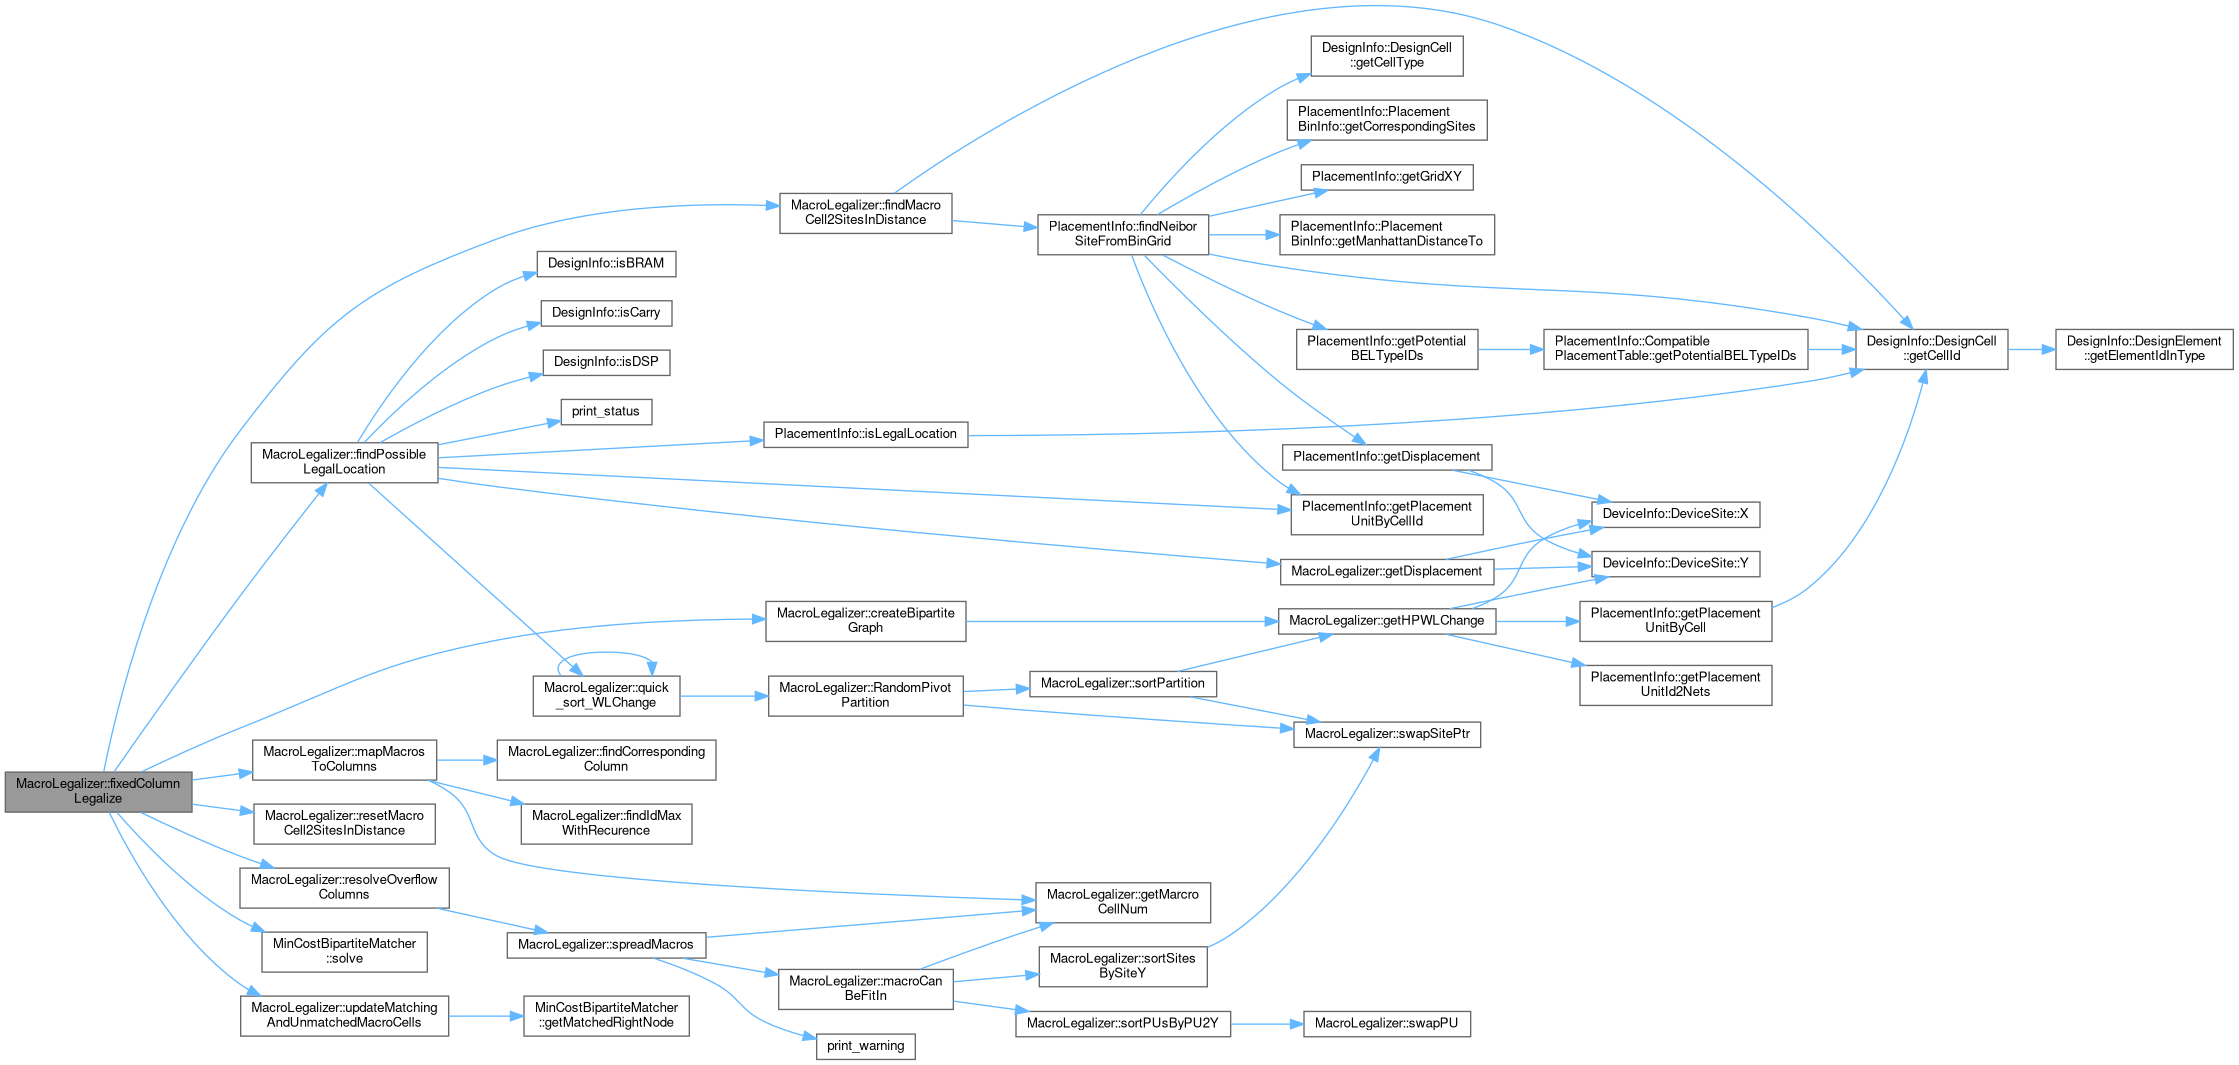 MacroLegalizer::fixedColumn
Legalize
MacroLegalizer::findMacro
Cell2SitesInDistance
DesignInfo::isBRAM
DesignInfo::isCarry
DesignInfo::isDSP
print_status
MacroLegalizer::findPossible
LegalLocation
PlacementInfo::isLegalLocation
MacroLegalizer::createBipartite
Graph
MacroLegalizer::quick
_sort_WLChange
MacroLegalizer::RandomPivot
Partition
MacroLegalizer::mapMacros
ToColumns
MacroLegalizer::findCorresponding
Column
MacroLegalizer::resetMacro
Cell2SitesInDistance
MacroLegalizer::findIdMax
WithRecurence
MacroLegalizer::resolveOverflow
Columns
MinCostBipartiteMatcher
::solve
MacroLegalizer::spreadMacros
MacroLegalizer::updateMatching
AndUnmatchedMacroCells
MinCostBipartiteMatcher
::getMatchedRightNode
MacroLegalizer::macroCan
BeFitIn
print_warning
DesignInfo::DesignCell
::getCellType
PlacementInfo::Placement
BinInfo::getCorrespondingSites
PlacementInfo::getGridXY
PlacementInfo::findNeibor
SiteFromBinGrid
PlacementInfo::Placement
BinInfo::getManhattanDistanceTo
PlacementInfo::getPotential
BELTypeIDs
PlacementInfo::Compatible
PlacementTable::getPotentialBELTypeIDs
DesignInfo::DesignCell
::getCellId
DesignInfo::DesignElement
::getElementIdInType
PlacementInfo::getDisplacement
PlacementInfo::getPlacement
UnitByCellId
DeviceInfo::DeviceSite::X
DeviceInfo::DeviceSite::Y
MacroLegalizer::getDisplacement
MacroLegalizer::getHPWLChange
PlacementInfo::getPlacement
UnitByCell
PlacementInfo::getPlacement
UnitId2Nets
MacroLegalizer::sortPartition
MacroLegalizer::swapSitePtr
MacroLegalizer::getMarcro
CellNum
MacroLegalizer::sortSites
BySiteY
MacroLegalizer::sortPUsByPU2Y
MacroLegalizer::swapPU